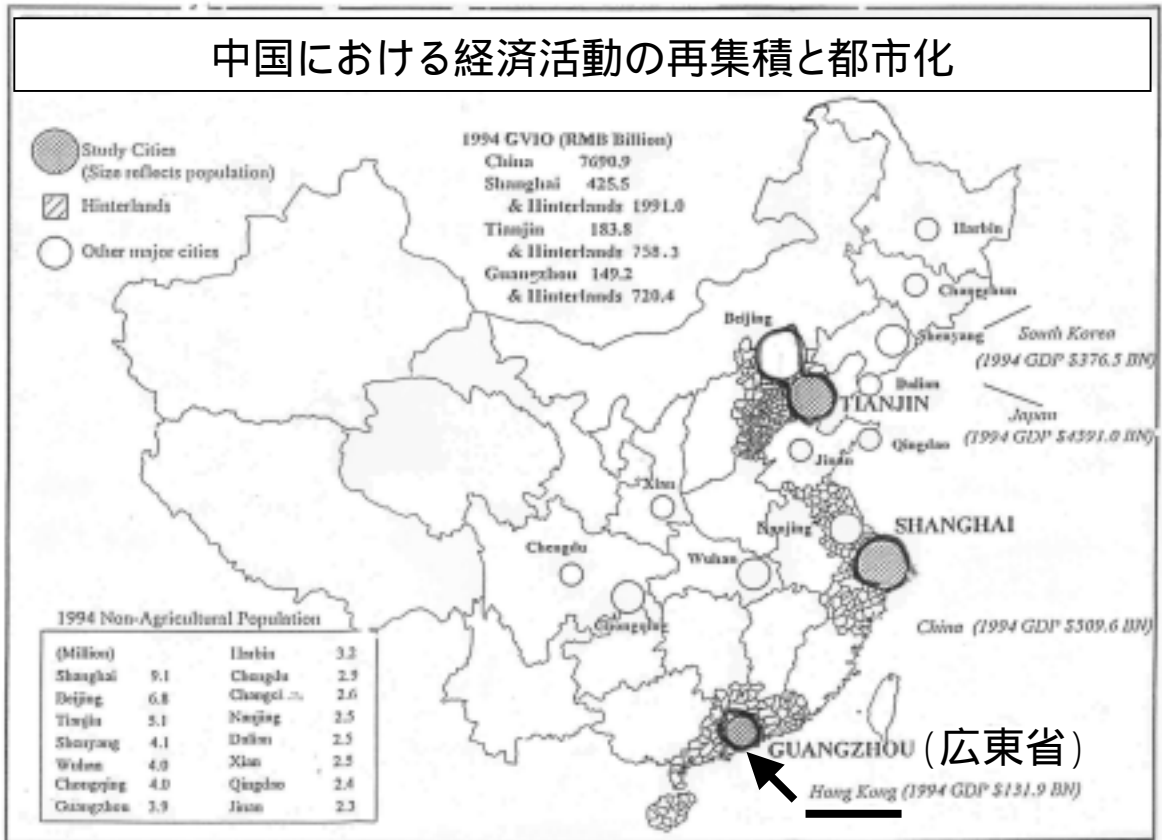 中国における経済活動の再集積と都市化
Study Cities
(Size reflects population)
Hinterlands
Other major cities
1994 GVIO (RMB Billion)
China 7690.9
Shanghai 425.5
& Hinterlands 1991.0
Tianjin 183.8
& Hinterlands 758.3
Guangzhou 149.2
& Hinterlands 720.4
Harbin
Changchun
Beijing
Shenyang
South Korea
(1994 GDP $376.5 BN)
Dalian
TIANJIN
Japan
(1994 GDP $4591.0 BN)
Qingdao
Jinan
Xian
Nanjing
SHANGHAI
Chengdu
Wuhan
Chongqing
China (1994 GDP $509.6 BN)
1994 Non-Agricultural Population
(Million)
Shanghai 9.1
Beijing 6.8
Tianjin 5.1
Shenyang 4.1
Wuhan 4.0
Chongqing 4.0
Guangzhou 3.9
Harbin 3.2
Chengdu 2.9
2.6
Nanjing 2.5
Dalian 2.5
Xian 2.5
Qingdao 2.4
Jinan 2.3
GUANGZHOU (広東省)
Hong Kong (1994 GDP $131.9 BN)